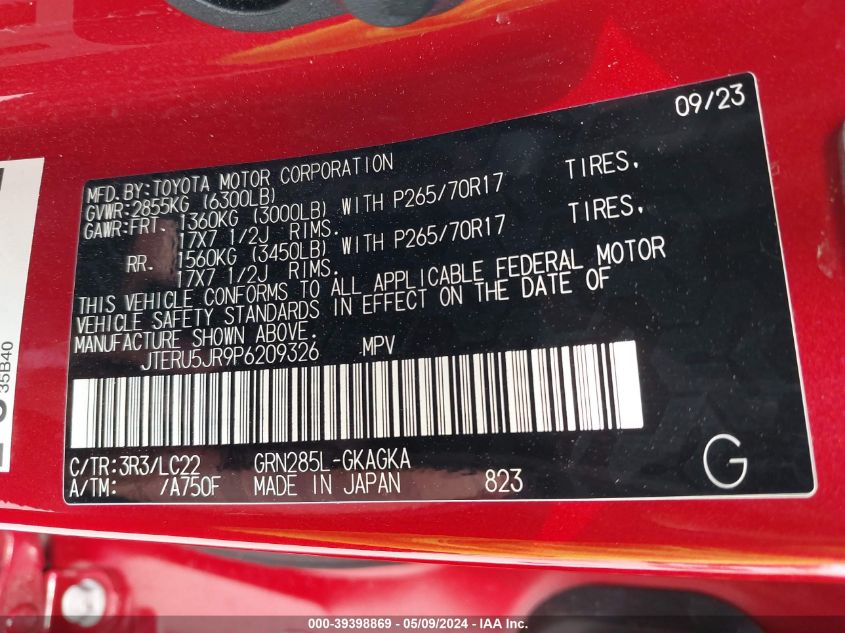 09/23
MFD. BY: TOYOTA MOTOR CORPORATION
GVWR: 2855KG (6300LB)
GAWR: FRT. 1360KG (3000LB) WITH P265/70R17 TIRES,
17X7 1/2J RIMS.
RR. 1560KG (3450LB) WITH P265/70R17 TIRES,
17X7 1/2J RIMS.
THIS VEHICLE CONFORMS TO ALL APPLICABLE FEDERAL MOTOR
VEHICLE SAFETY STANDARDS IN EFFECT ON THE DATE OF
MANUFACTURE SHOWN ABOVE.
JTERU5JR9P6209326 MPV
C/TR: 3R3/LC22 GRN285L-GKAGKA
A/TM: /A750F MADE IN JAPAN 823
G
35B40
000-39398869 - 05/09/2024 - IAA Inc.